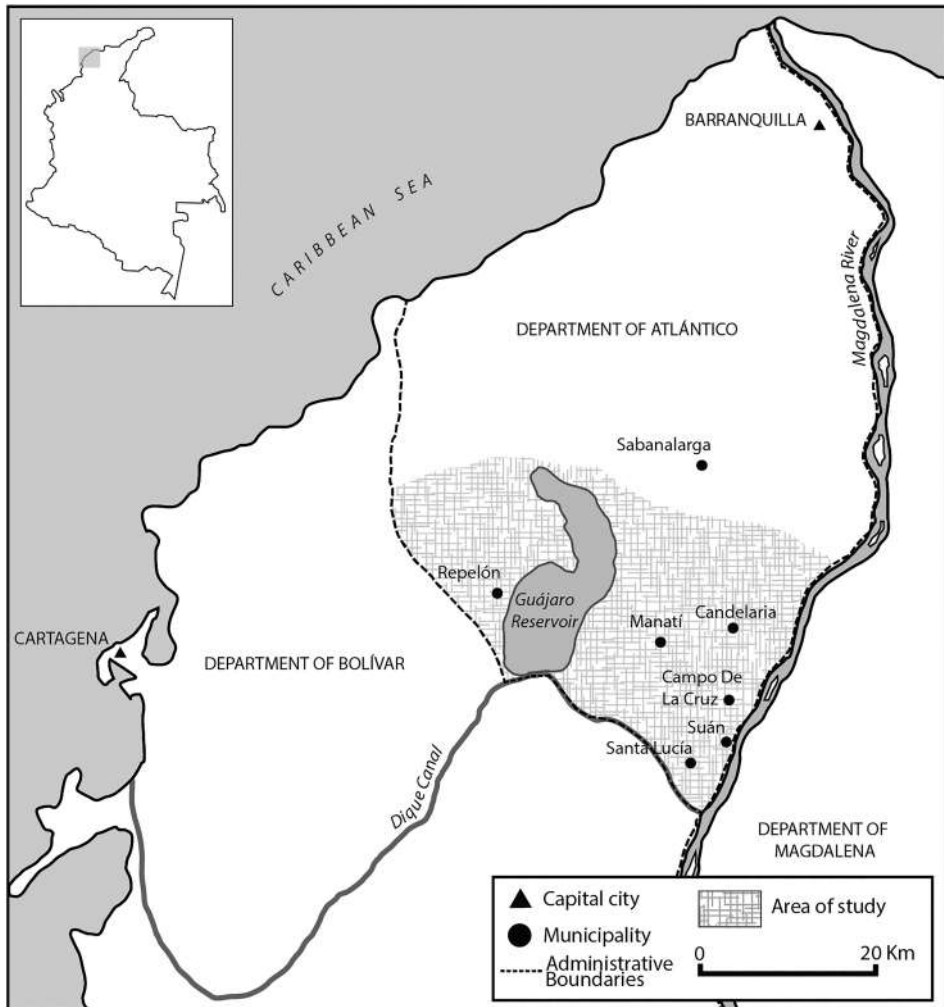 BARRANQUILLA
CARIBBEAN SEA
Magdalena River
DEPARTMENT OF ATLÁNTICO
Sabanalarga
Repelón
Guájaro
Reservoir
Candelaria
Manatí
CARTAGENA
DEPARTMENT OF BOLÍVAR
Campo De
La Cruz
Suán
Santa Lucía
Dique Canal
DEPARTMENT OF
MAGDALENA
Capital city
Area of study
Municipality
Administrative
Boundaries
0 20 Km